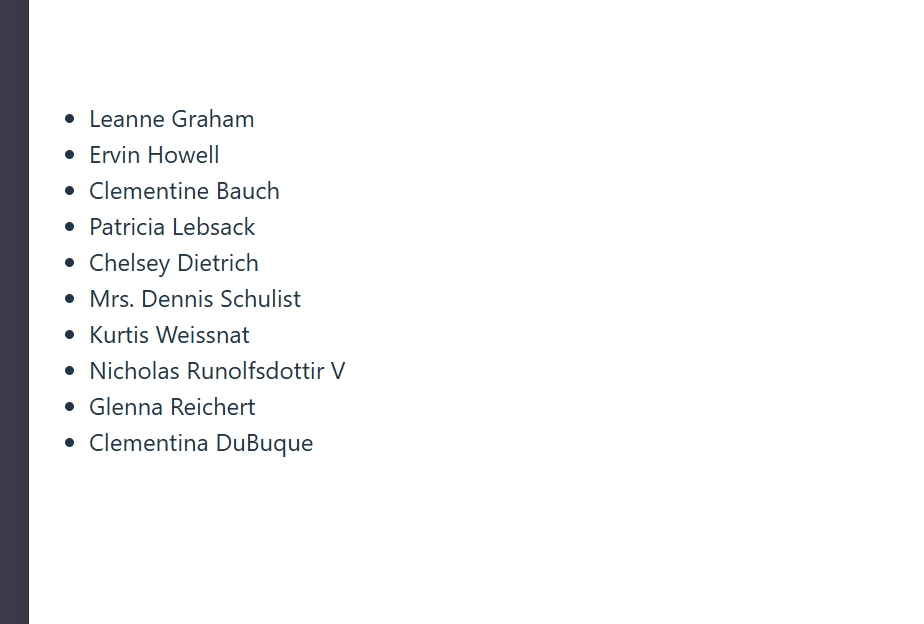 Leanne Graham
Ervin Howell
Clementine Bauch
Patricia Lebsack
Chelsey Dietrich
Mrs. Dennis Schulist
Kurtis Weissnat
Nicholas Runolfsdottir V
Glenna Reichert
Clementina DuBuque